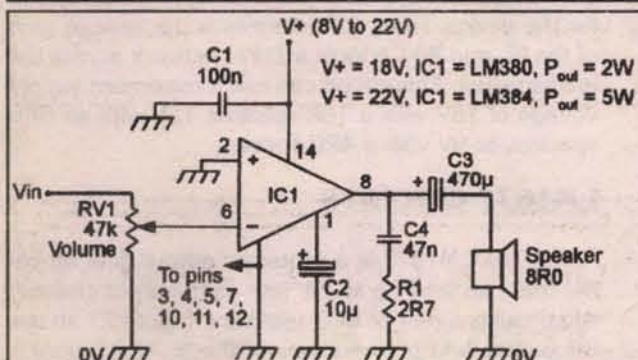 V+ (8V to 22V)
C1
100n
V+ = 18V, IC1 = LM380, Pout = 2W
V+ = 22V, IC1 = LM384, Pout = 5W
2
+
14
Vin
RV1
47k
Volume
6
−
IC1
8
1
+
C3
470µ
C4
47n
To pins
3, 4, 5, 7,
10, 11, 12
+
C2
10µ
R1
2R7
Speaker
8R0
0V
0V